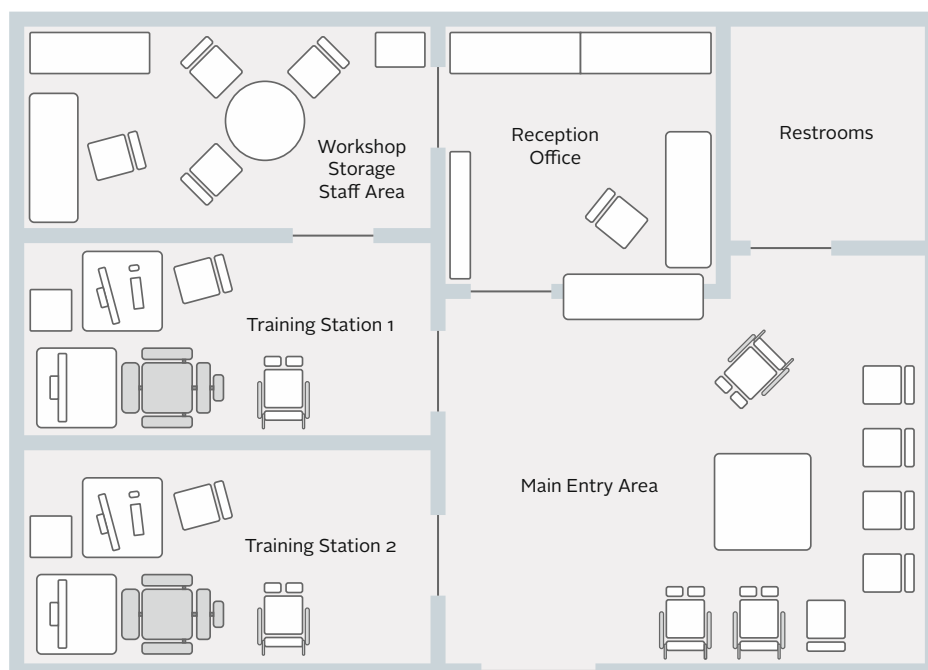 Workshop
Storage
Staff Area
Reception
Office
Restrooms
Training Station 1
Main Entry Area
Training Station 2